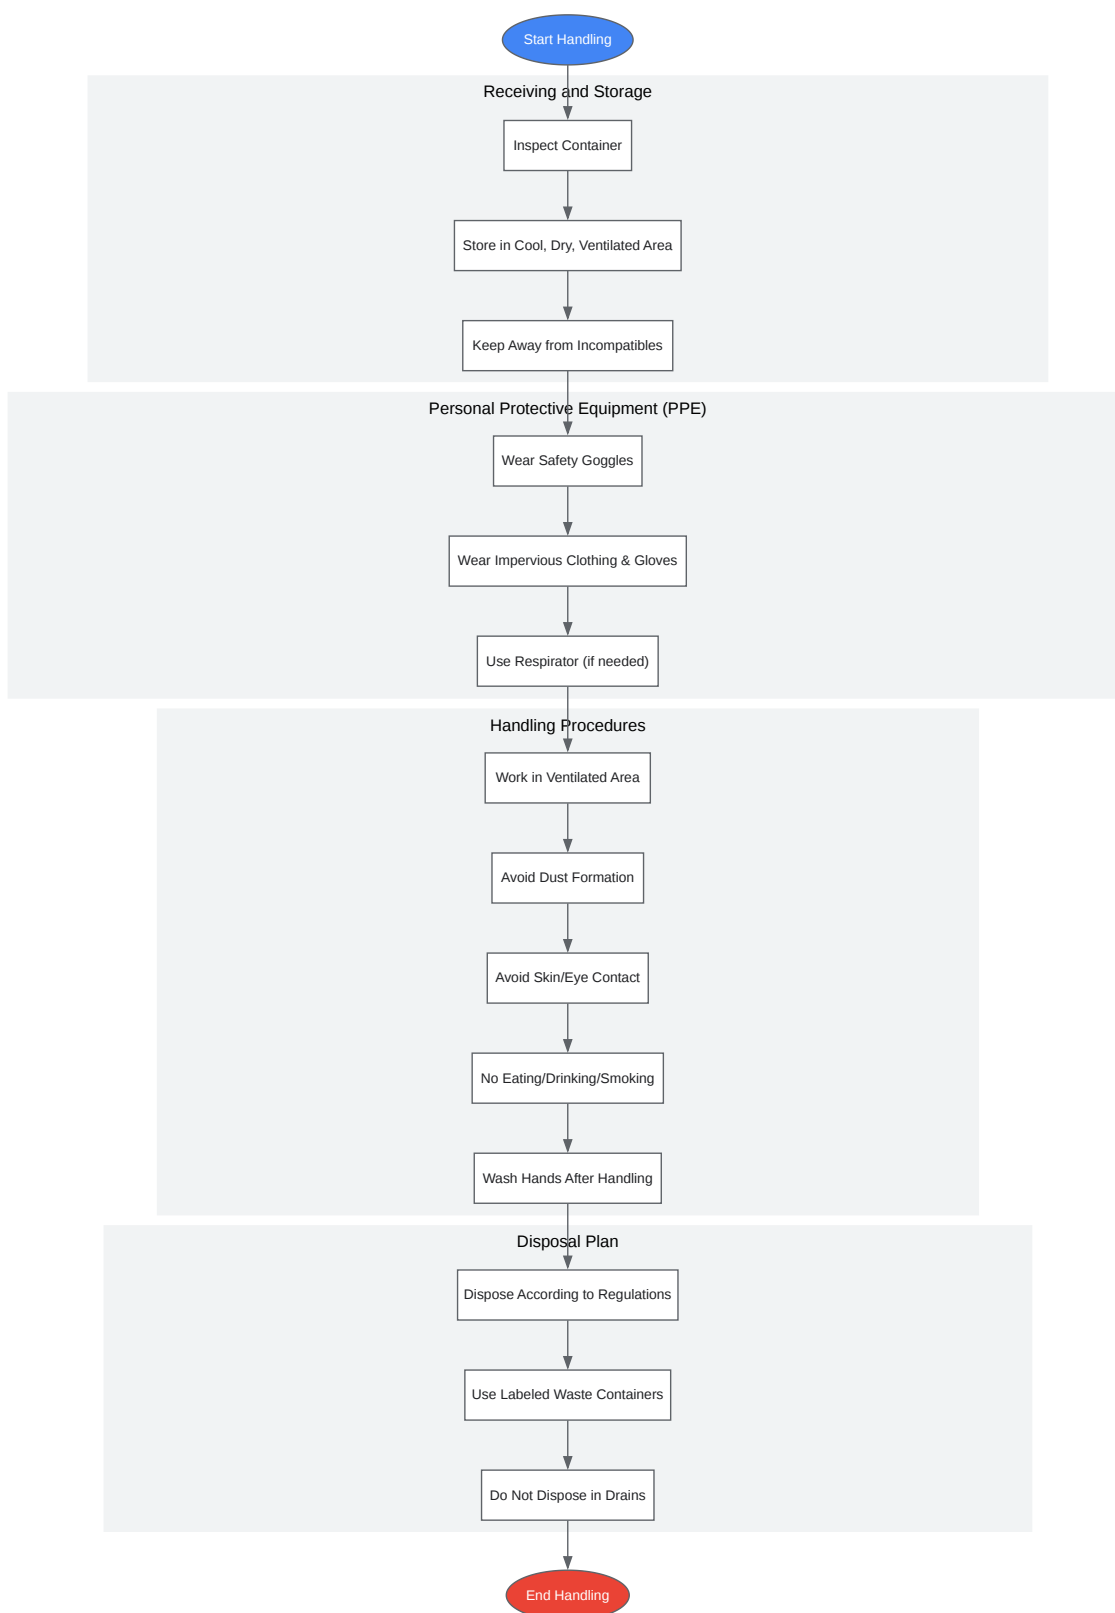 Start Handling
Receiving and Storage
Inspect Container
Store in Cool, Dry, Ventilated Area
Keep Away from Incompatibles
Personal Protective Equipment (PPE)
Wear Safety Goggles
Wear Impervious Clothing & Gloves
Use Respirator (if needed)
Handling Procedures
Work in Ventilated Area
Avoid Dust Formation
Avoid Skin/Eye Contact
No Eating/Drinking/Smoking
Wash Hands After Handling
Disposal Plan
Dispose According to Regulations
Use Labeled Waste Containers
Do Not Dispose in Drains
End Handling